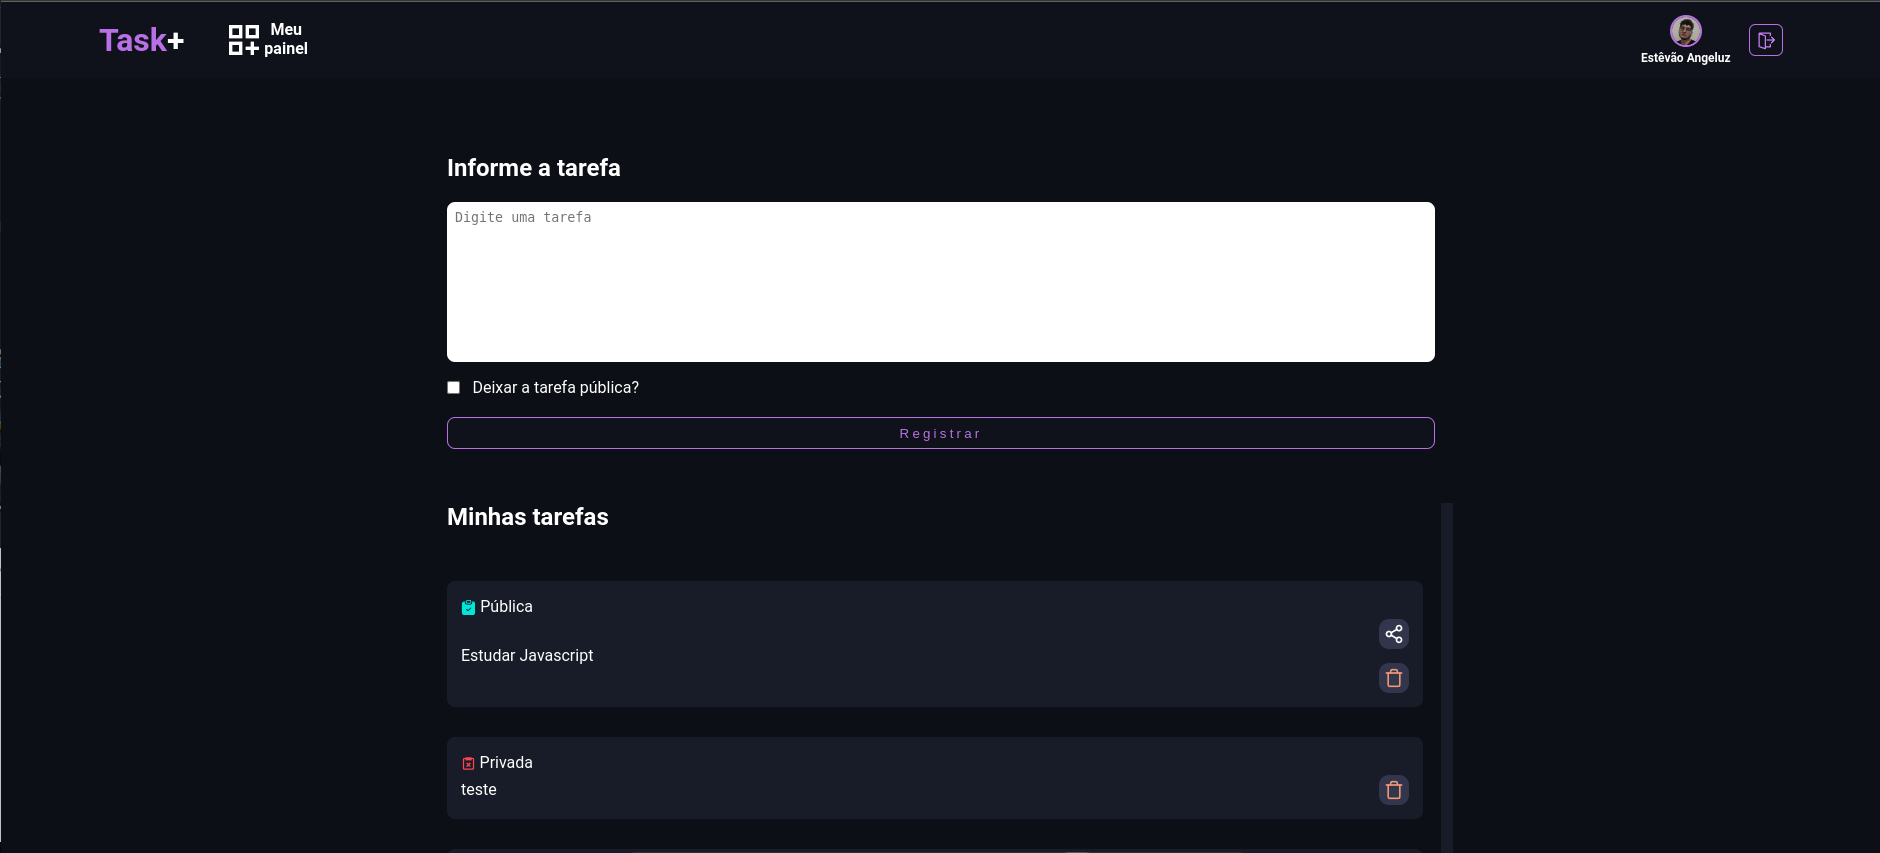 Task+
Meu
painel
Estêvão Angeluz
Informe a tarefa
Digite uma tarefa
Deixar a tarefa pública?
Registrar
Minhas tarefas
Pública
Estudar Javascript
Privada
teste